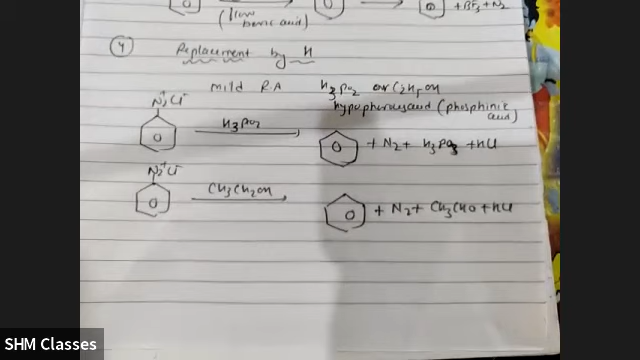 (fluoro
boric acid)
+ BF3 + N2
(4) Replacement by H
mild R.A H3PO2 or C2H5OH
hypophosphorous acid (phosphinic
acid)
N2+Cl-
H3PO2
+ N2 + H3PO3 + HCl
N2+Cl-
CH3CH2OH
+ N2 + CH3CHO + HCl
SHM Classes